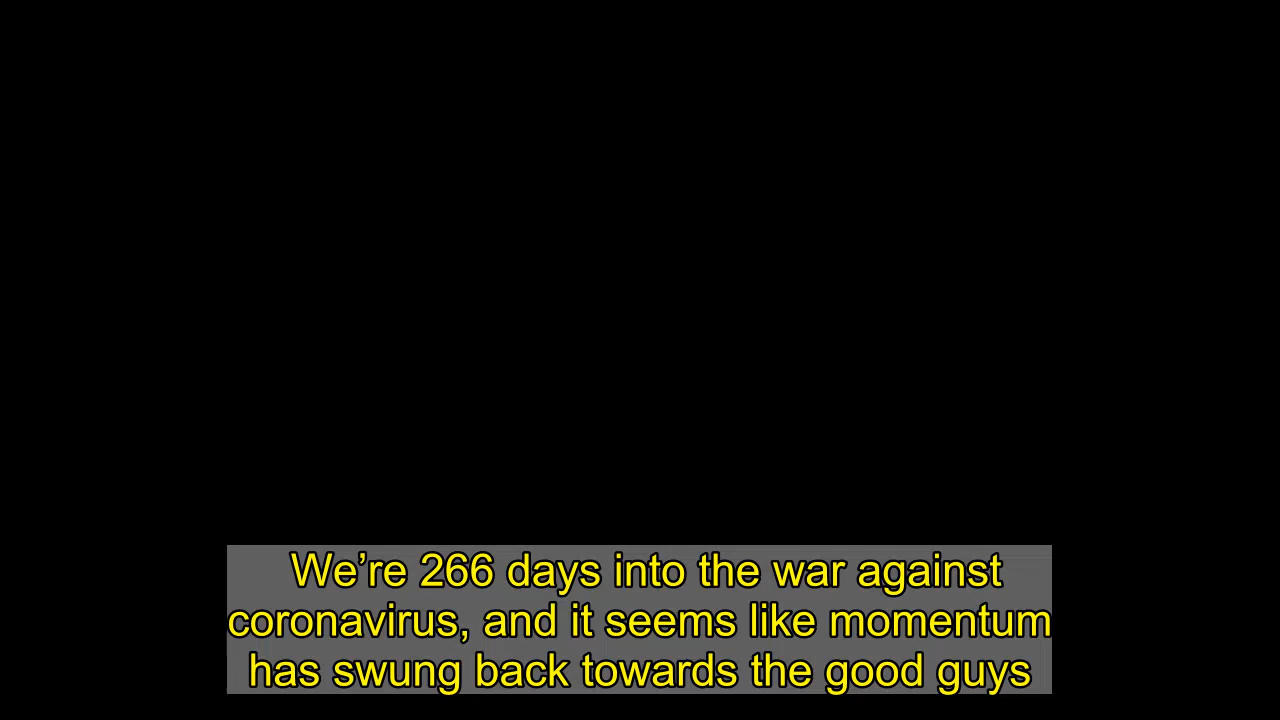 We’re 266 days into the war against
coronavirus, and it seems like momentum
has swung back towards the good guys